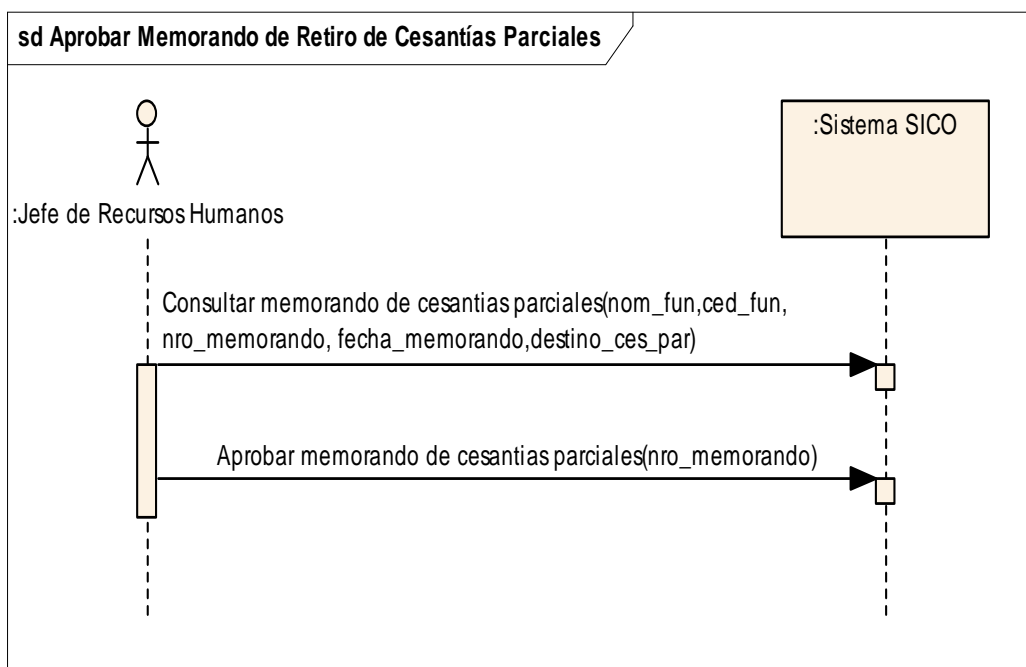 sd Aprobar Memorando de Retiro de Cesantías Parciales
:Jefe de Recursos Humanos
:Sistema SICO
Consultar memorando de cesantias parciales(nom_fun,ced_fun,
nro_memorando, fecha_memorando,destino_ces_par)
Aprobar memorando de cesantias parciales(nro_memorando)